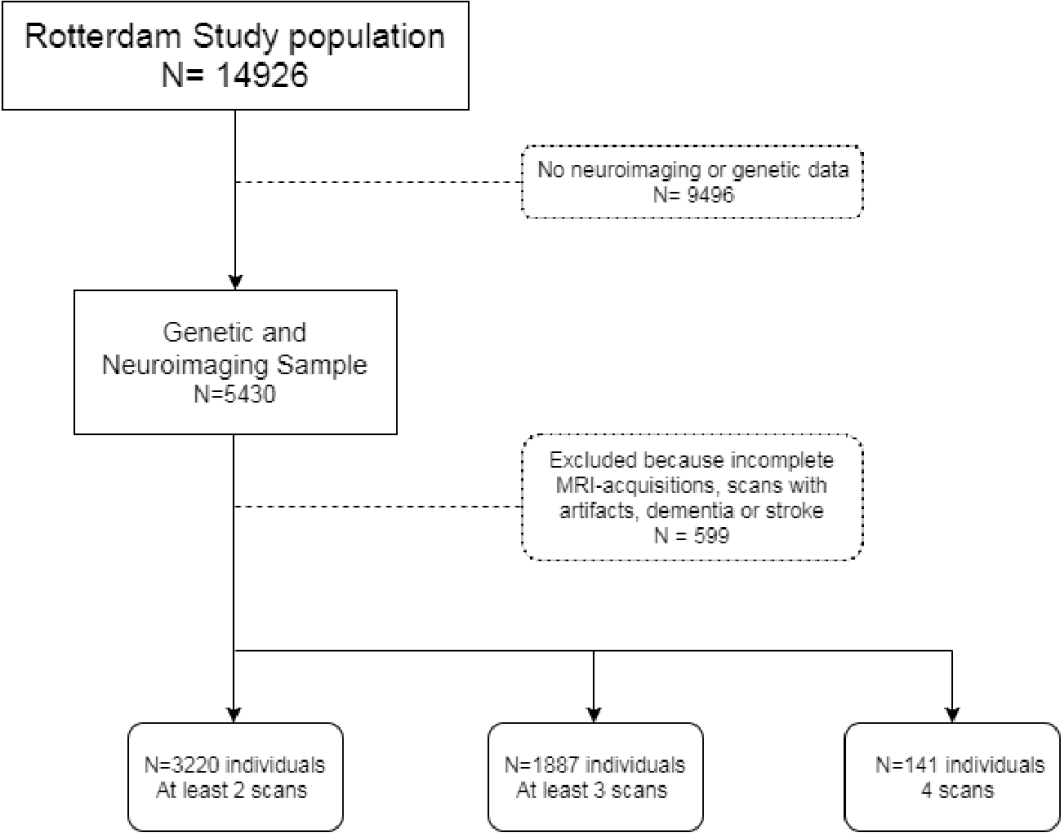 Rotterdam Study population
N= 14926
No neuroimaging or genetic data
N= 9496
Genetic and
Neuroimaging Sample
N=5430
Excluded because incomplete
MRI-acquisitions, scans with
artifacts, dementia or stroke
N = 599
N=3220 individuals
At least 2 scans
N=1887 individuals
At least 3 scans
N=141 individuals
4 scans